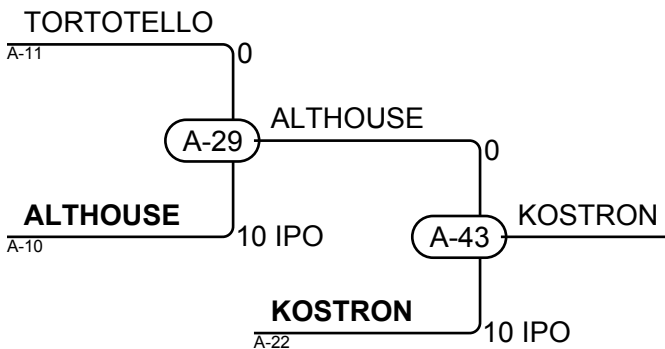 TORTOTELLO
A-11
0
A-29
ALTHOUSE
0
ALTHOUSE
A-10
10 IPO
A-43
KOSTRON
KOSTRON
A-22
10 IPO